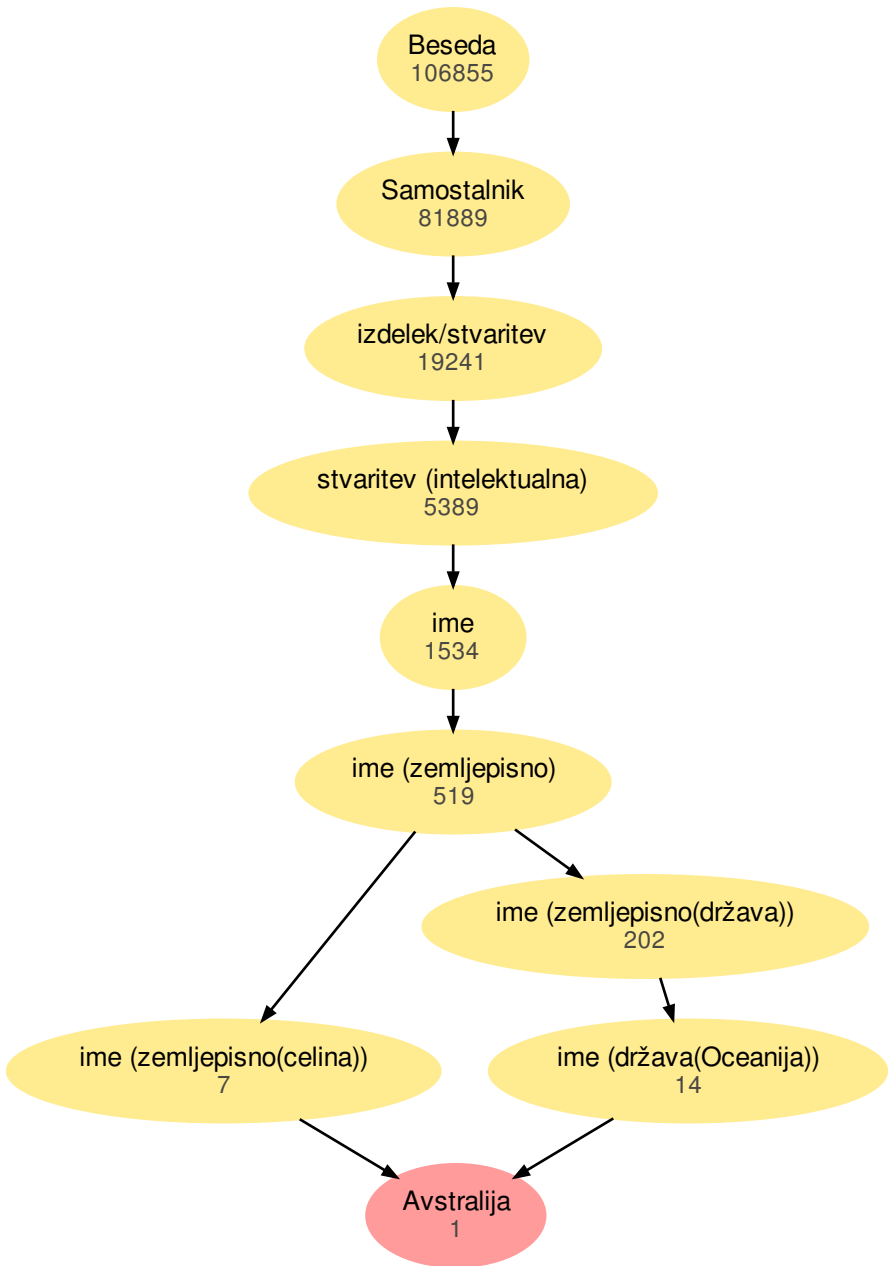 Beseda
106855
Samostalnik
81889
izdelek/stvaritev
19241
stvaritev (intelektualna)
5389
ime
1534
ime (zemljepisno)
519
ime (zemljepisno(država))
202
ime (zemljepisno(celina))
7
ime (država(Oceanija))
14
Avstralija
1